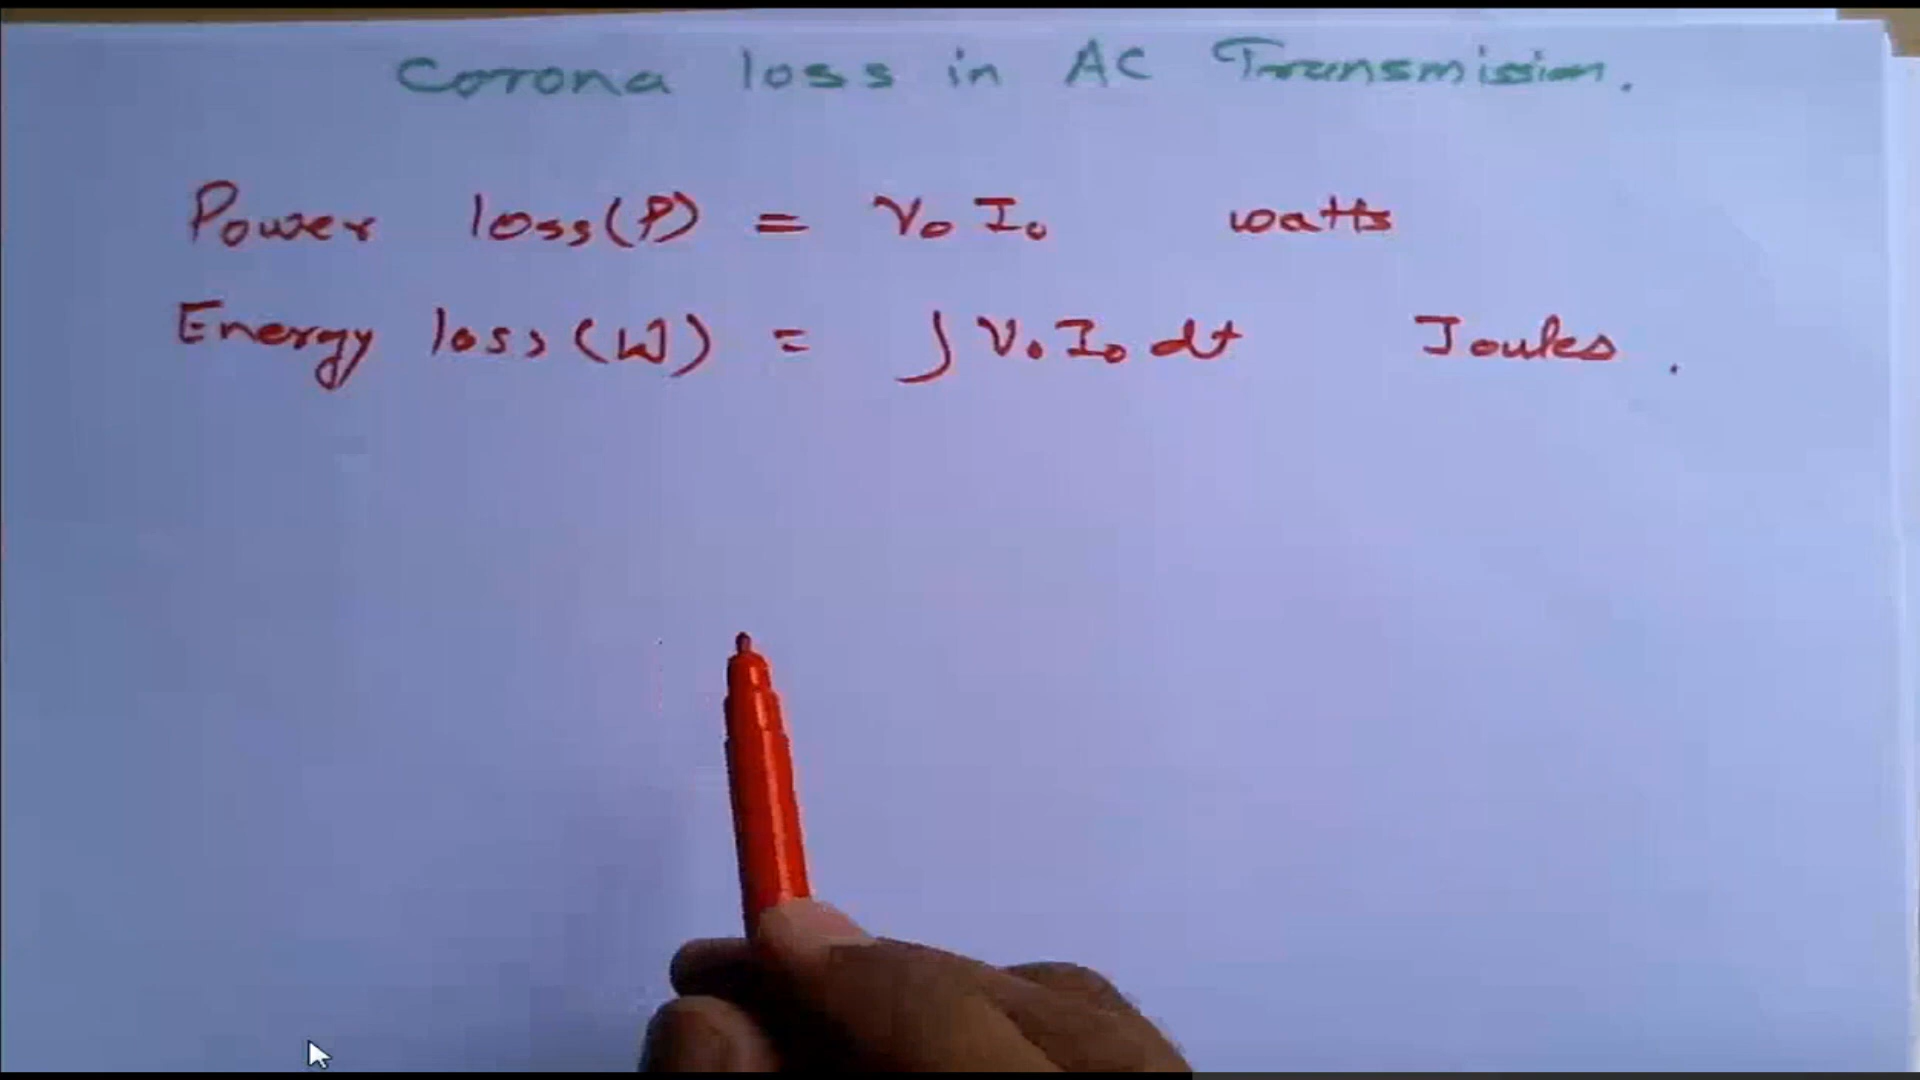 Corona loss in AC Transmission.
Power loss(P) = V₀ I₀ watts
Energy loss(W) = ∫ V₀ I₀ dt Joules.